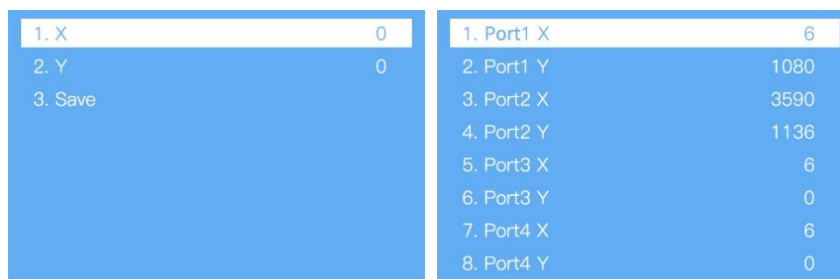 1. X 0
2. Y 0
3. Save
1. Port1 X 6
2. Port1 Y 1080
3. Port2 X 3590
4. Port2 Y 1136
5. Port3 X 6
6. Port3 Y 0
7. Port4 X 6
8. Port4 Y 0